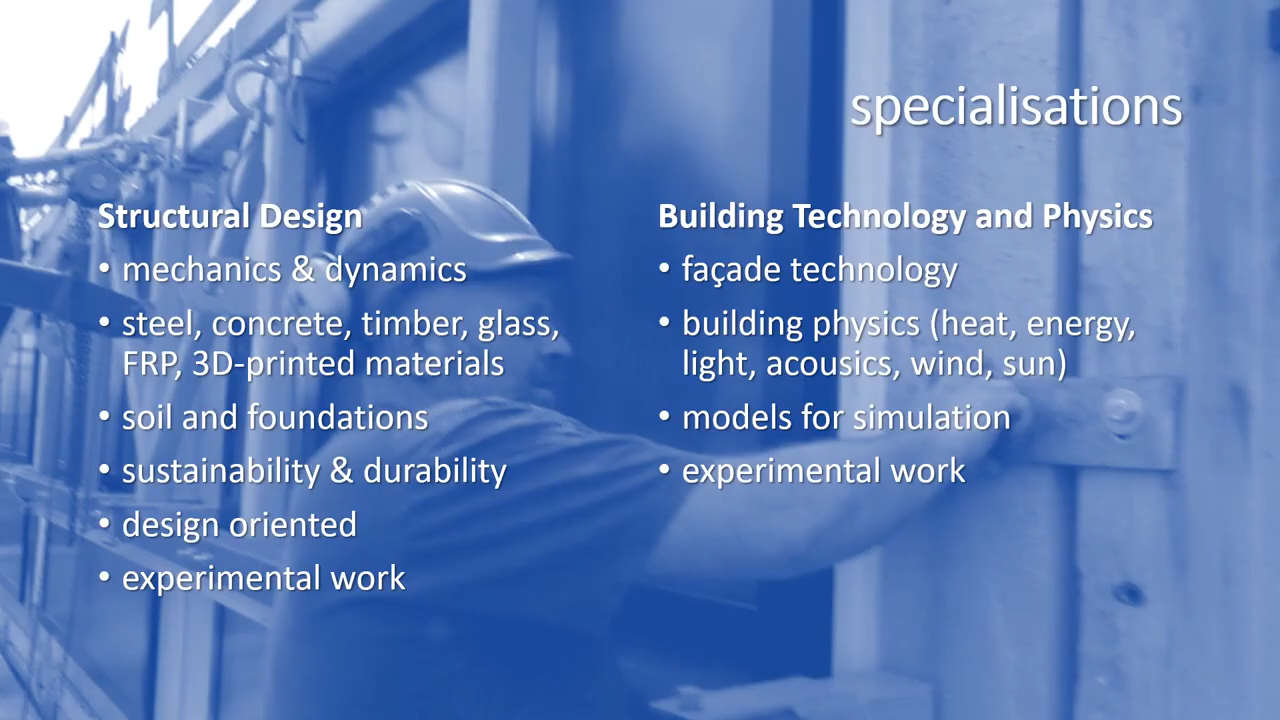 specialisations
Structural Design
• mechanics & dynamics
• steel, concrete, timber, glass,
FRP, 3D-printed materials
• soil and foundations
• sustainability & durability
• design oriented
• experimental work
Building Technology and Physics
• façade technology
• building physics (heat, energy,
light, acousics, wind, sun)
• models for simulation
• experimental work